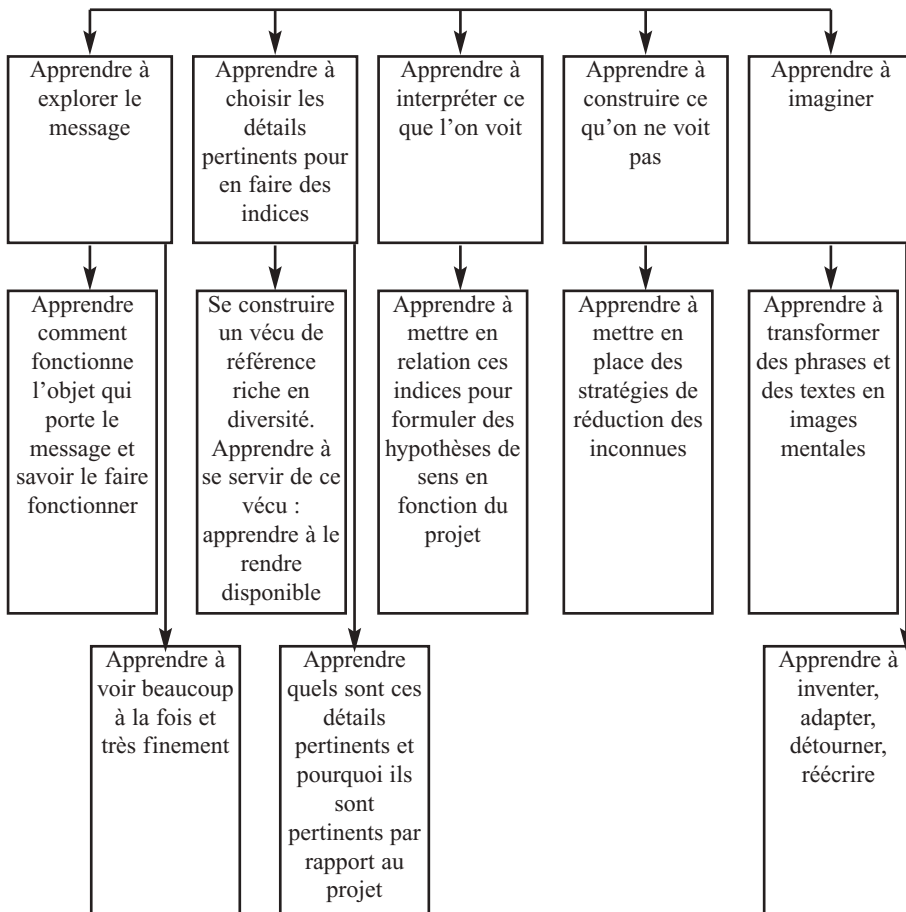 Apprendre à
explorer le
message
Apprendre à
choisir les
détails
pertinents pour
en faire des
indices
Apprendre à
interpréter ce
que l’on voit
Apprendre à
construire ce
qu’on ne voit
pas
Apprendre à
imaginer
Apprendre
comment
fonctionne
l’objet qui
porte le
message et
savoir le faire
fonctionner
Se construire
un vécu de
référence
riche en
diversité.
Apprendre à
se servir de ce
vécu :
apprendre à le
rendre
disponible
Apprendre à
mettre en
relation ces
indices pour
formuler des
hypothèses de
sens en
fonction du
projet
Apprendre à
mettre en
place des
stratégies de
réduction des
inconnues
Apprendre à
transformer
des phrases et
des textes en
images
mentales
Apprendre à
voir beaucoup
à la fois et
très finement
Apprendre
quels sont ces
détails
pertinents et
pourquoi ils
sont
pertinents par
rapport au
projet
Apprendre à
inventer,
adapter,
détourner,
réécrire